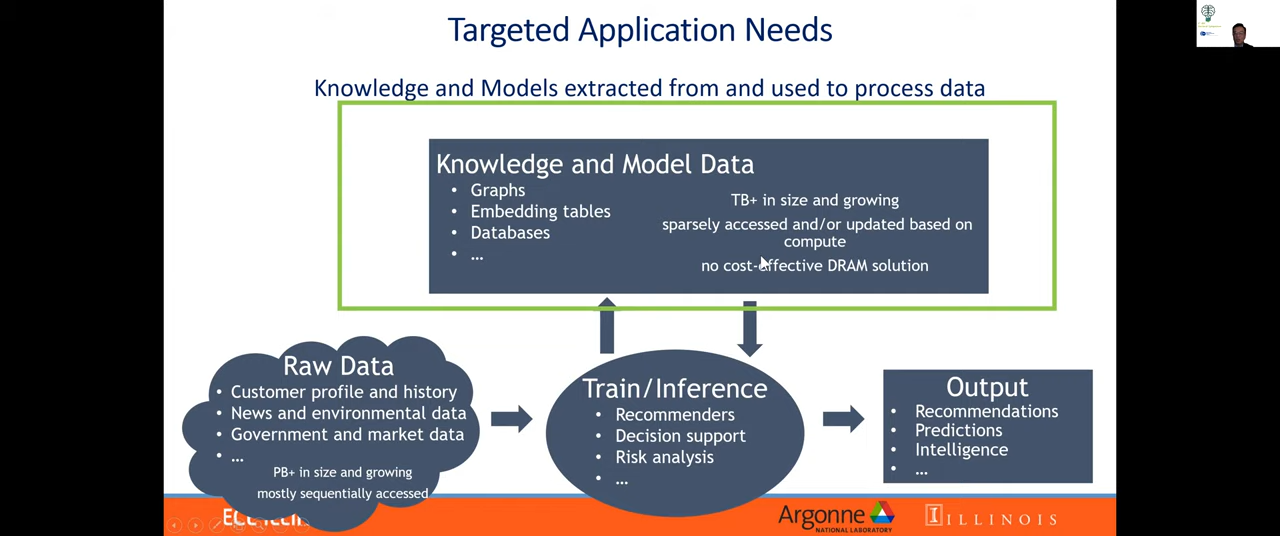 Targeted Application Needs
Knowledge and Models extracted from and used to process data
Knowledge and Model Data
• Graphs
• Embedding tables
• Databases
• ...
TB+ in size and growing
sparsely accessed and/or updated based on
compute
no cost-effective DRAM solution
Raw Data
• Customer profile and history
• News and environmental data
• Government and market data
• ...
PB+ in size and growing
mostly sequentially accessed
Train/Inference
• Recommenders
• Decision support
• Risk analysis
• ...
Output
• Recommendations
• Predictions
• Intelligence
• ...
Argonne
NATIONAL LABORATORY
ILLINOIS